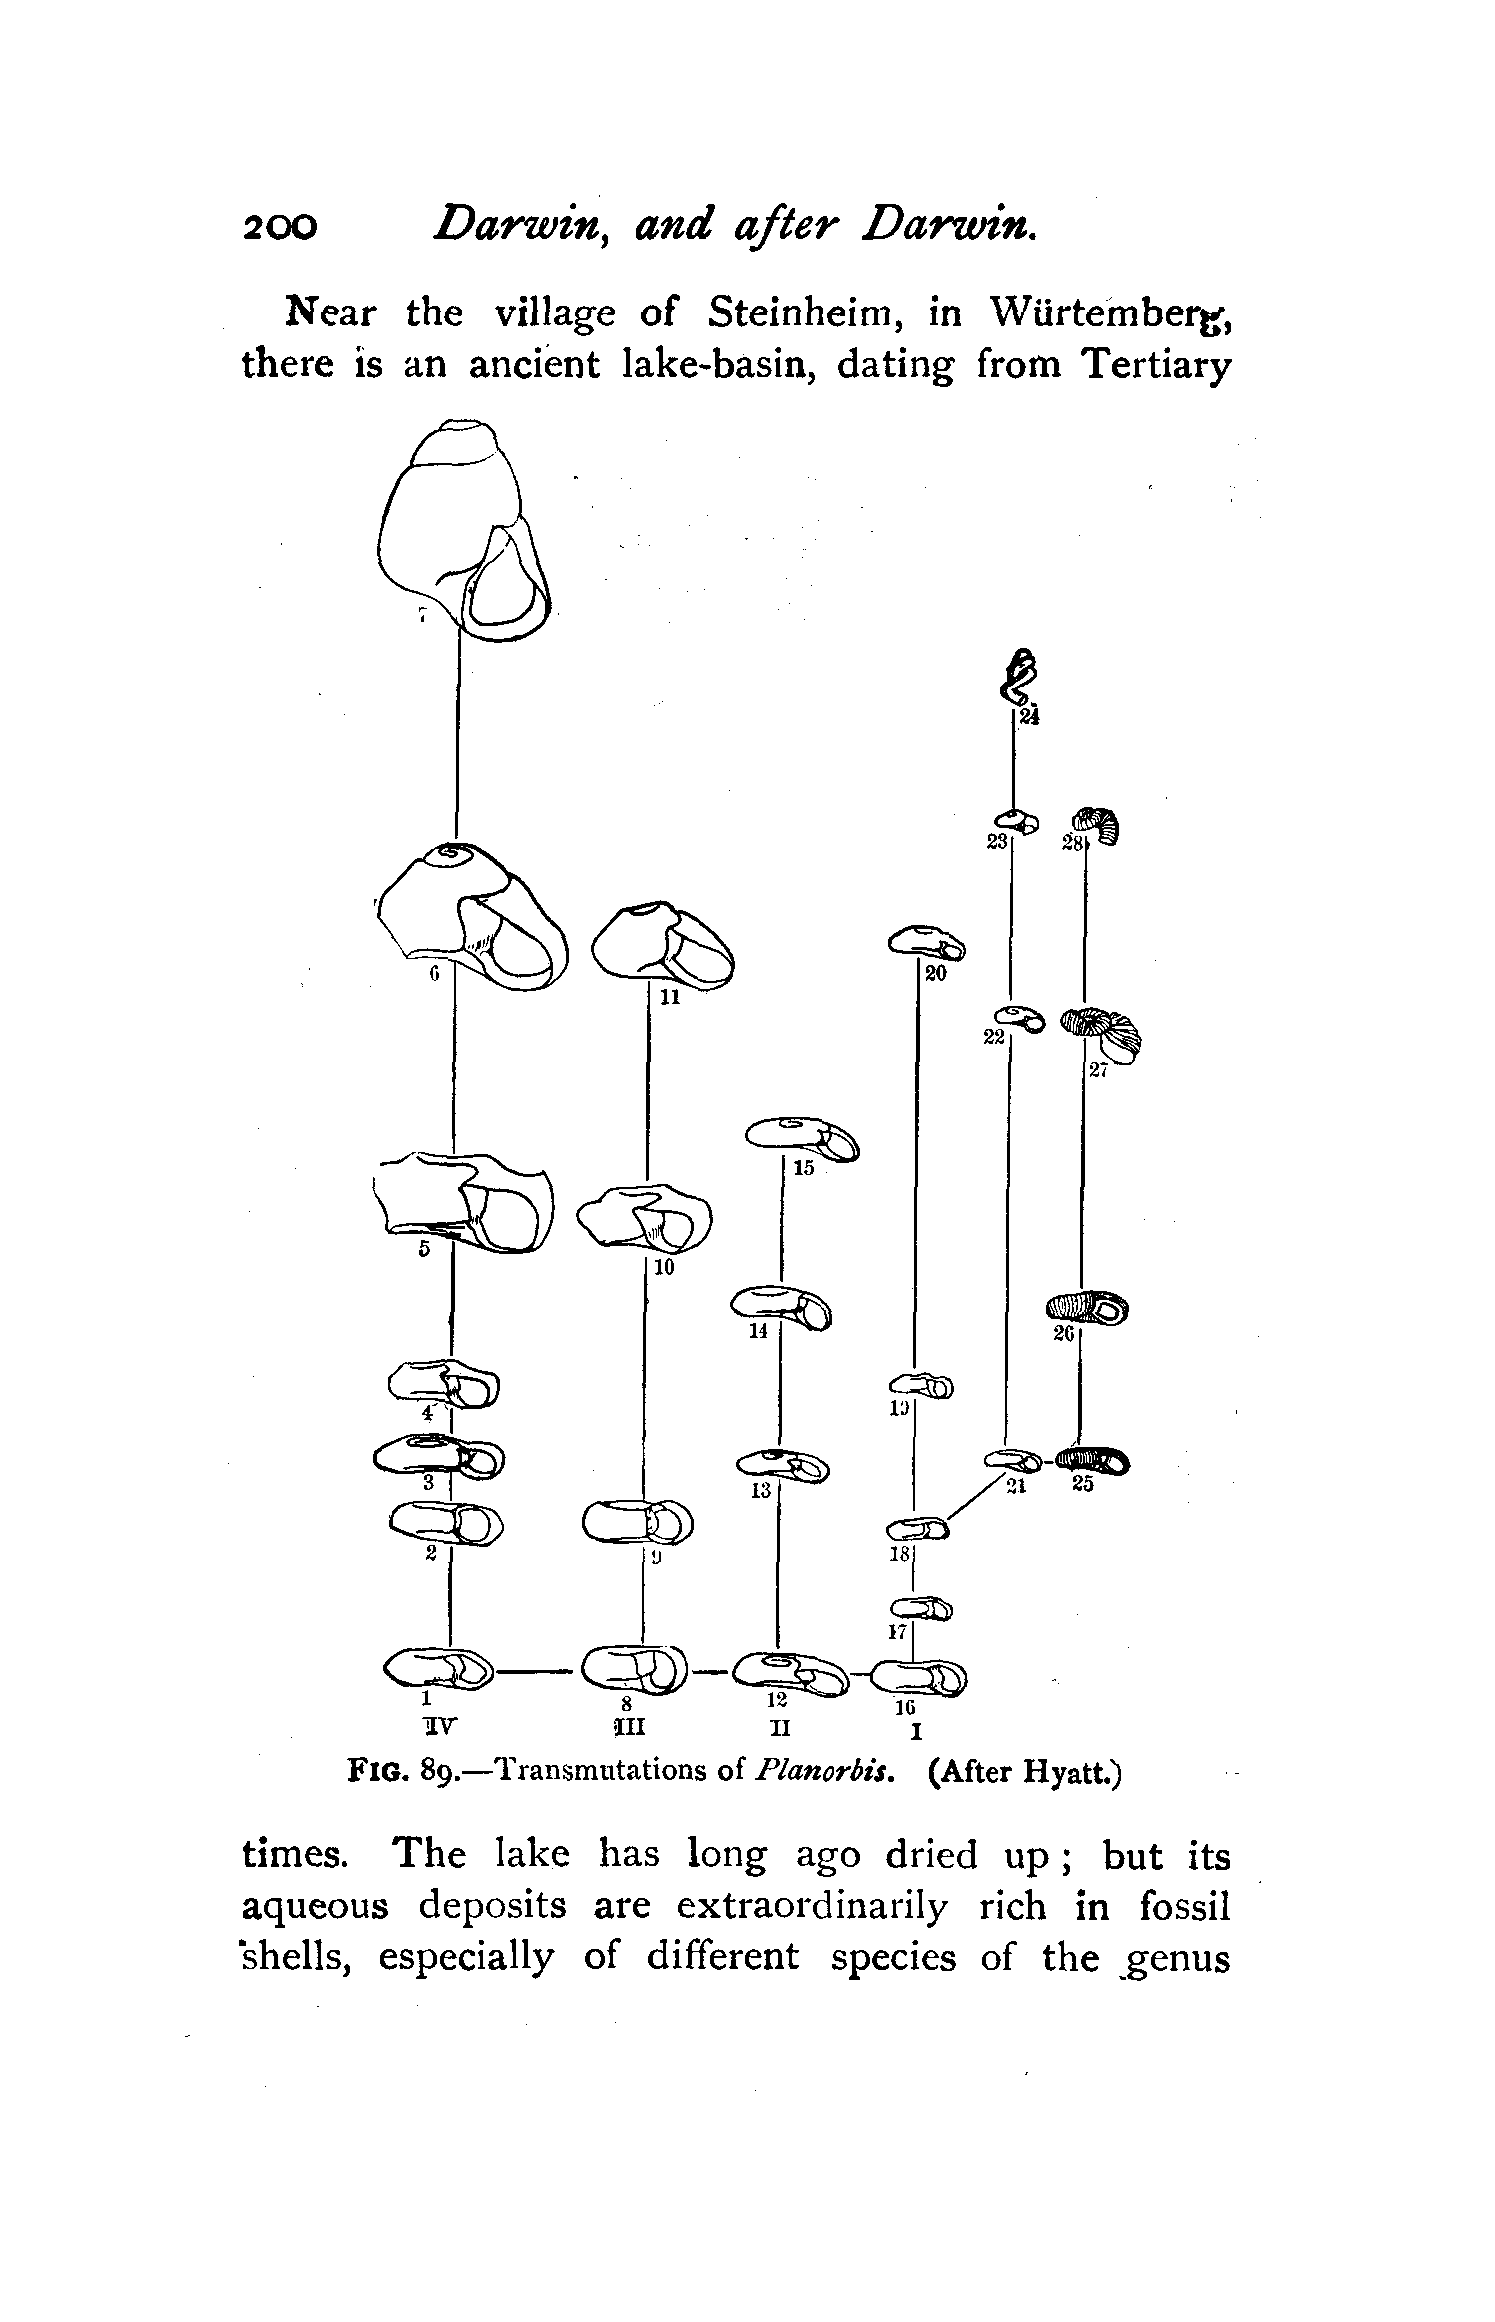 200 Darwin, and after Darwin.
Near the village of Steinheim, in Würtemberg,
there is an ancient lake-basin, dating from Tertiary
7
24
23 28
6 11 20
22 27
15
5 10
14 26
4 19
3 13 21 25
2 9 18
17
1 8 12 16
IV III II I
FIG. 89.—Transmutations of Planorbis. (After Hyatt.)
times. The lake has long ago dried up ; but its
aqueous deposits are extraordinarily rich in fossil
shells, especially of different species of the genus